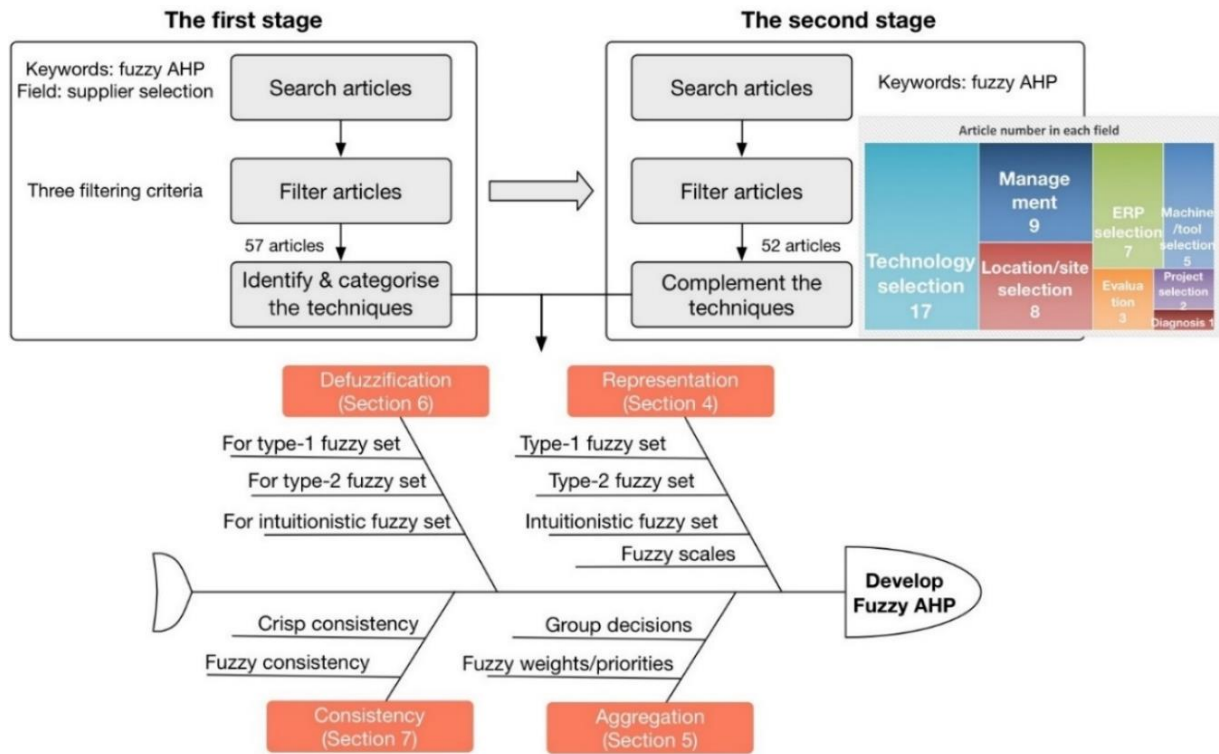 The first stage
Keywords: fuzzy AHP
Field: supplier selection
Search articles
Three filtering criteria
Filter articles
57 articles
Identify & categorise
the techniques
The second stage
Search articles
Keywords: fuzzy AHP
Filter articles
52 articles
Complement the
techniques
Article number in each field
Technology
selection
17
Manage
ment
9
Location/site
selection
8
ERP
selection
7
Machine
/tool
selection
5
Evalua
tion
3
Project
selection
2
Diagnosis 1
Defuzzification
(Section 6)
For type-1 fuzzy set
For type-2 fuzzy set
For intuitionistic fuzzy set
Representation
(Section 4)
Type-1 fuzzy set
Type-2 fuzzy set
Intuitionistic fuzzy set
Fuzzy scales
Develop
Fuzzy AHP
Crisp consistency
Fuzzy consistency
Consistency
(Section 7)
Group decisions
Fuzzy weights/priorities
Aggregation
(Section 5)